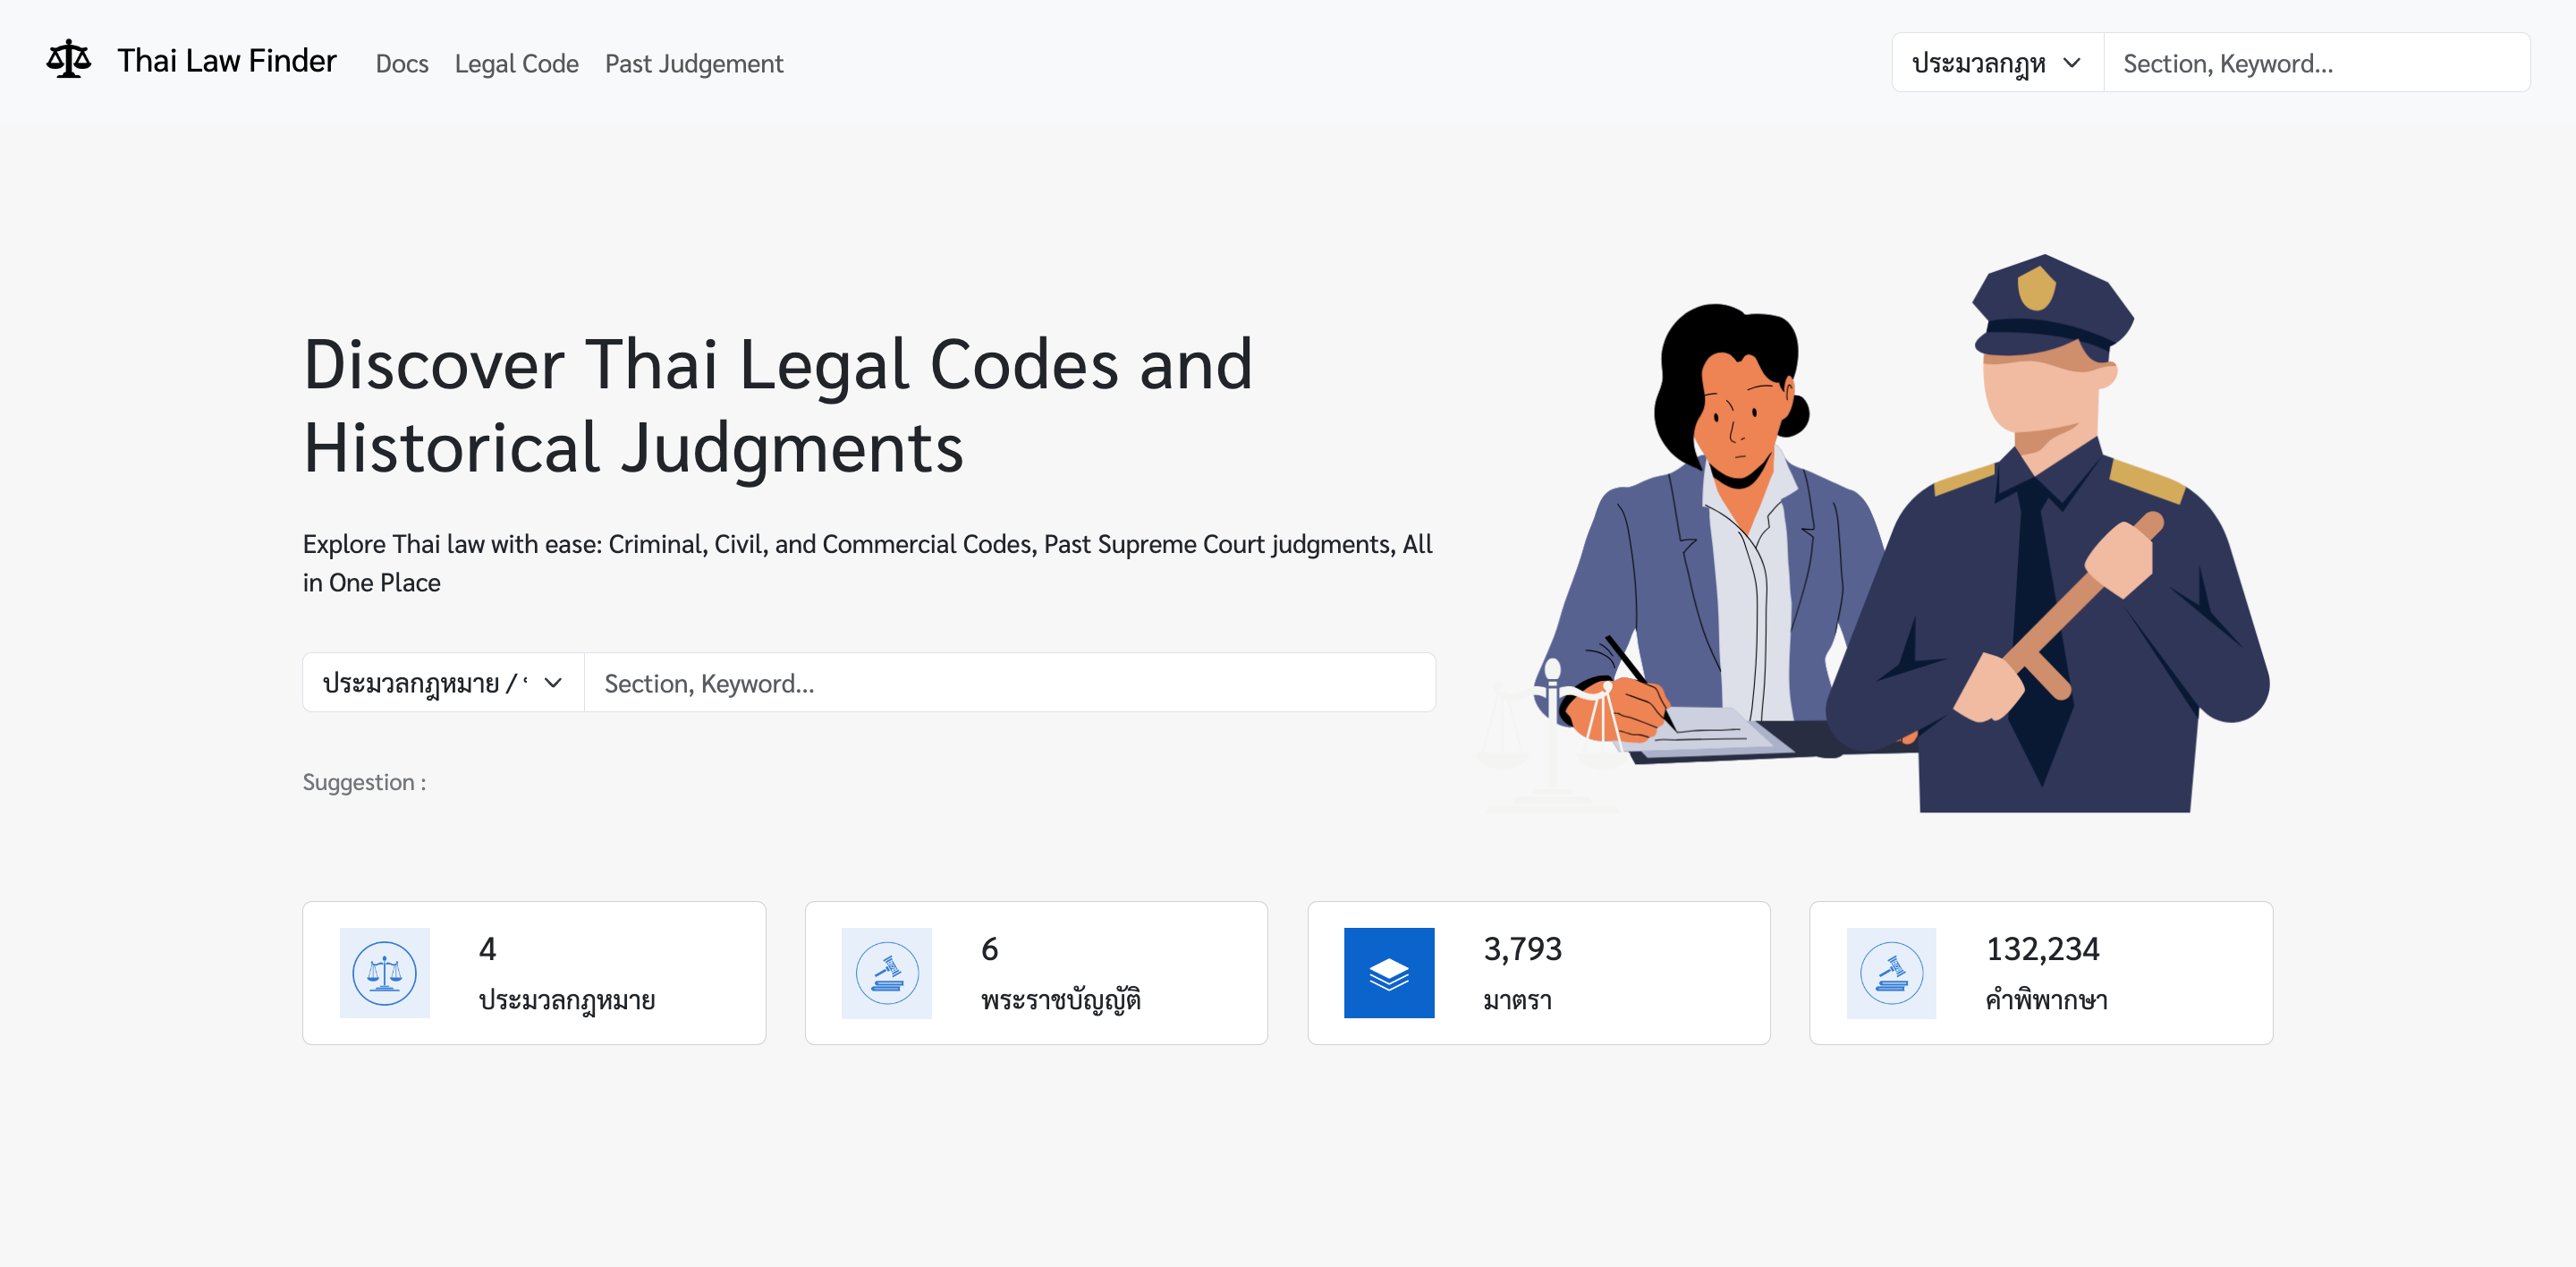 Thai Law Finder
Docs
Legal Code
Past Judgement
ประมวลกฎห
Section, Keyword...
Discover Thai Legal Codes and
Historical Judgments
Explore Thai law with ease: Criminal, Civil, and Commercial Codes, Past Supreme Court judgments, All
in One Place
ประมวลกฎหมาย /
Section, Keyword...
Suggestion :
4
ประมวลกฎหมาย
6
พระราชบัญญัติ
3,793
มาตรา
132,234
คำพิพากษา